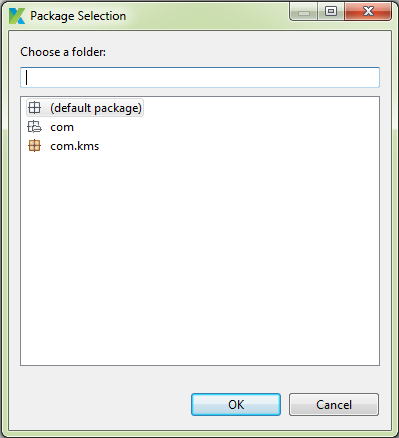 Package Selection
Choose a folder:
(default package)
com
com.kms
OK
Cancel